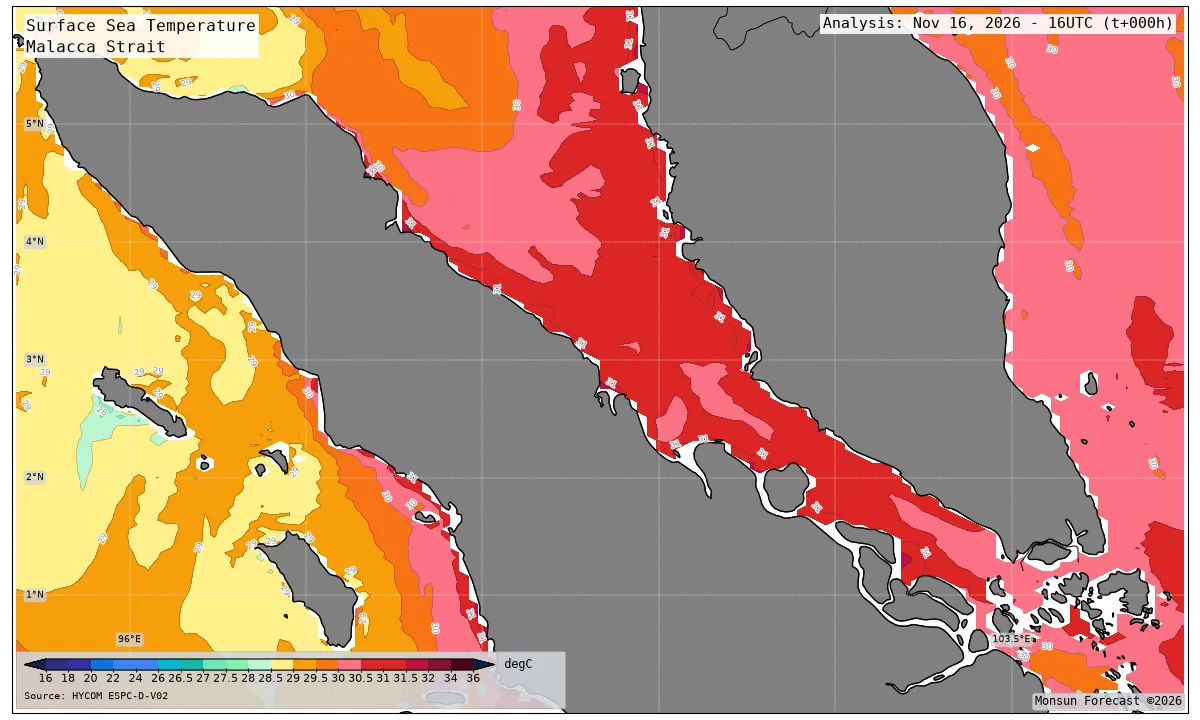 Surface Sea Temperature
Malacca Strait
Analysis: Nov 16, 2026 - 16UTC (t+000h)
5°N
4°N
3°N
2°N
1°N
96°E
103.5°E
degC
16 18 20 22 24 26 26.5 27 27.5 28 28.5 29 29.5 30 30.5 31 31.5 32 34 36
Source: HYCOM ESPC-D-V02
Monsun Forecast ©2026